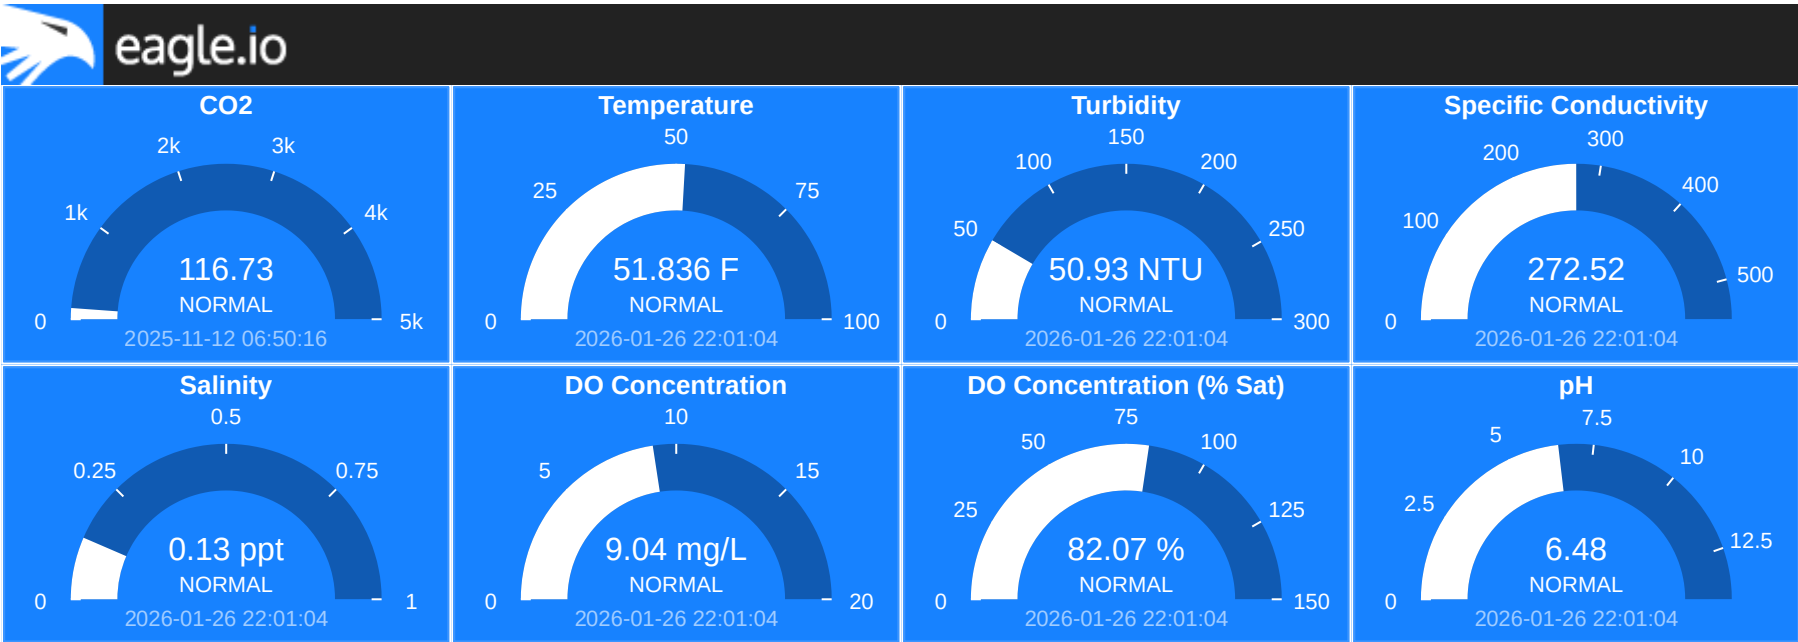 eagle.io
CO2
0
1k
2k
3k
4k
5k
116.73
NORMAL
2025-11-12 06:50:16
Temperature
0
25
50
75
100
51.836 F
NORMAL
2026-01-26 22:01:04
Turbidity
0
50
100
150
200
250
300
50.93 NTU
NORMAL
2026-01-26 22:01:04
Specific Conductivity
0
100
200
300
400
500
272.52
NORMAL
2026-01-26 22:01:04
Salinity
0
0.25
0.5
0.75
1
0.13 ppt
NORMAL
2026-01-26 22:01:04
DO Concentration
0
5
10
15
20
9.04 mg/L
NORMAL
2026-01-26 22:01:04
DO Concentration (% Sat)
0
25
50
75
100
125
150
82.07 %
NORMAL
2026-01-26 22:01:04
pH
0
2.5
5
7.5
10
12.5
6.48
NORMAL
2026-01-26 22:01:04